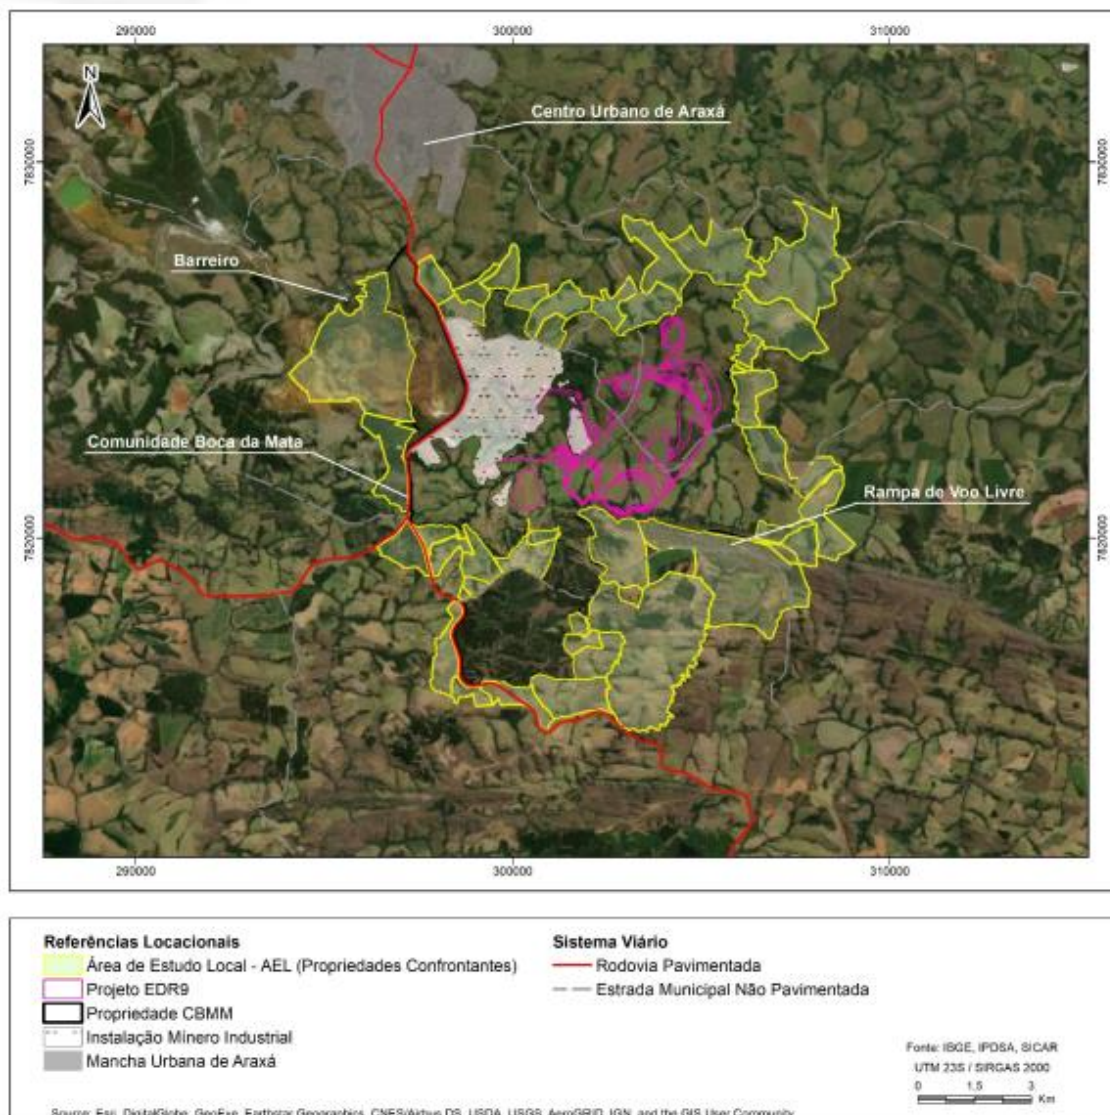 290000 300000 310000
N
Centro Urbano de Araxá
7830000 7830000
Barreiro
Comunidade Boca da Mata
Rampa de Voo Livre
7820000 7820000
290000 300000 310000
Referências Locacionais
Área de Estudo Local - AEL (Propriedades Confrontantes)
Projeto EDR9
Propriedade CBMM
Instalação Mínero Industrial
Mancha Urbana de Araxá
Sistema Viário
Rodovia Pavimentada
Estrada Municipal Não Pavimentada
Fonte: IBGE, IPDSA, SICAR
UTM 23S / SIRGAS 2000
0 1,5 3
Km
Source: Esri, DigitalGlobe, GeoEye, Earthstar Geographics, CNES/Airbus DS, USDA, USGS, AeroGRID, IGN, and the GIS User Community